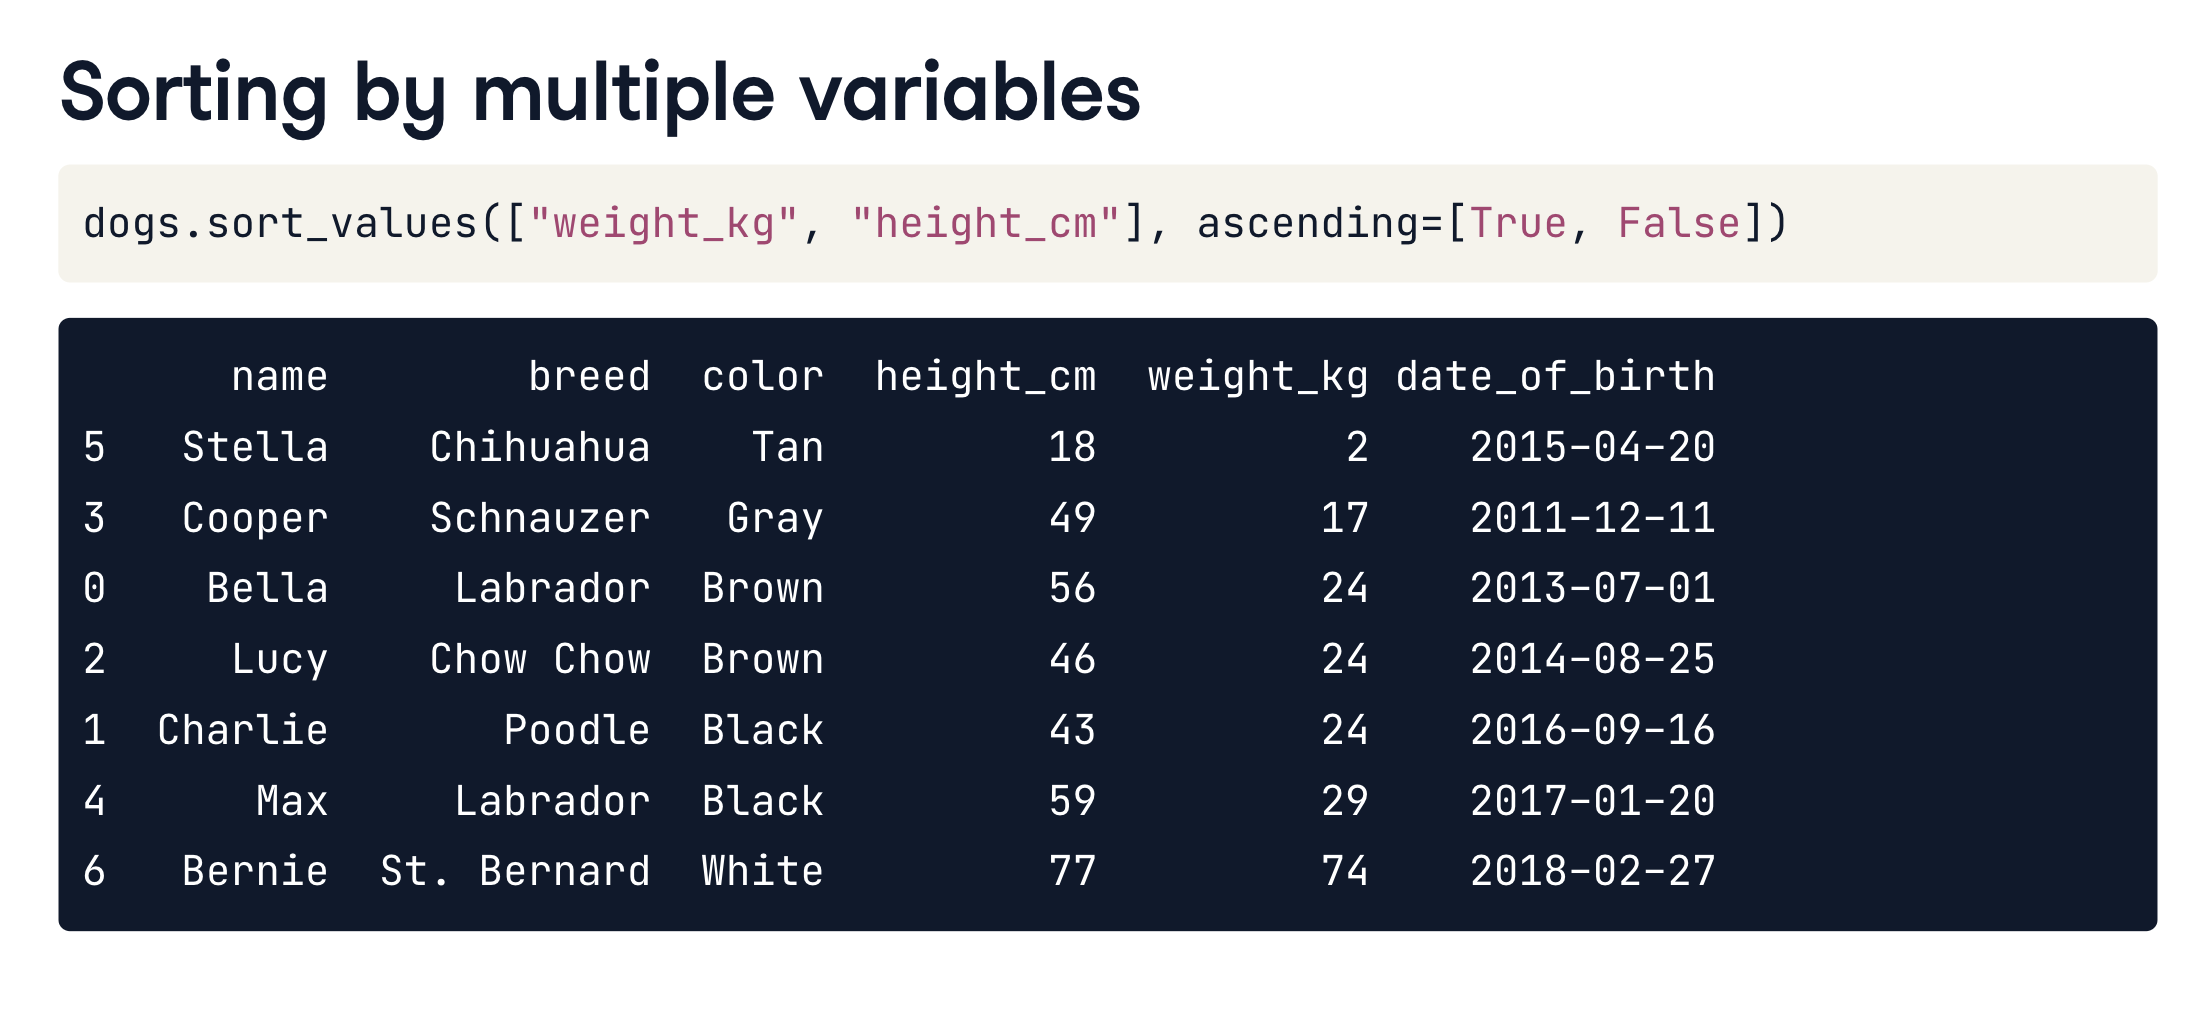 Sorting by multiple variables
dogs.sort_values(["weight_kg", "height_cm"], ascending=[True, False])
name breed color height_cm weight_kg date_of_birth
5 Stella Chihuahua Tan 18 2 2015-04-20
3 Cooper Schnauzer Gray 49 17 2011-12-11
0 Bella Labrador Brown 56 24 2013-07-01
2 Lucy Chow Chow Brown 46 24 2014-08-25
1 Charlie Poodle Black 43 24 2016-09-16
4 Max Labrador Black 59 29 2017-01-20
6 Bernie St. Bernard White 77 74 2018-02-27